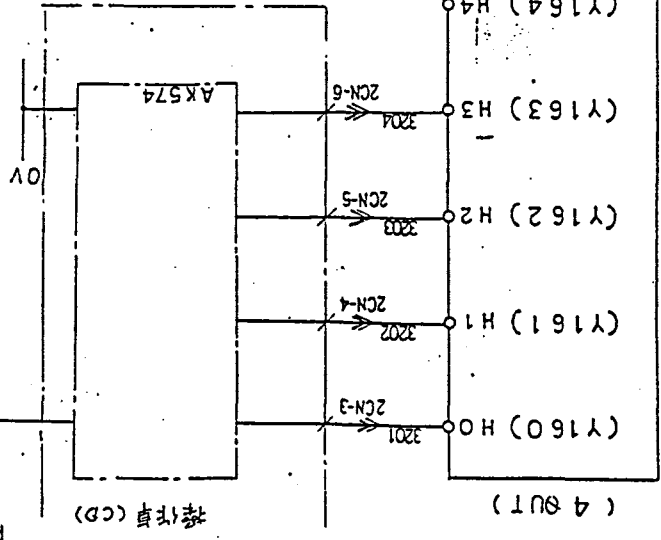 ( 4 OUT)
操作卓(CD)
(Y160) H0
3201
2CN-3
(Y161) H1
3202
2CN-4
(Y162) H2
3203
2CN-5
0V
(Y163) H3
3204
2CN-6
AK574
(Y164) H4